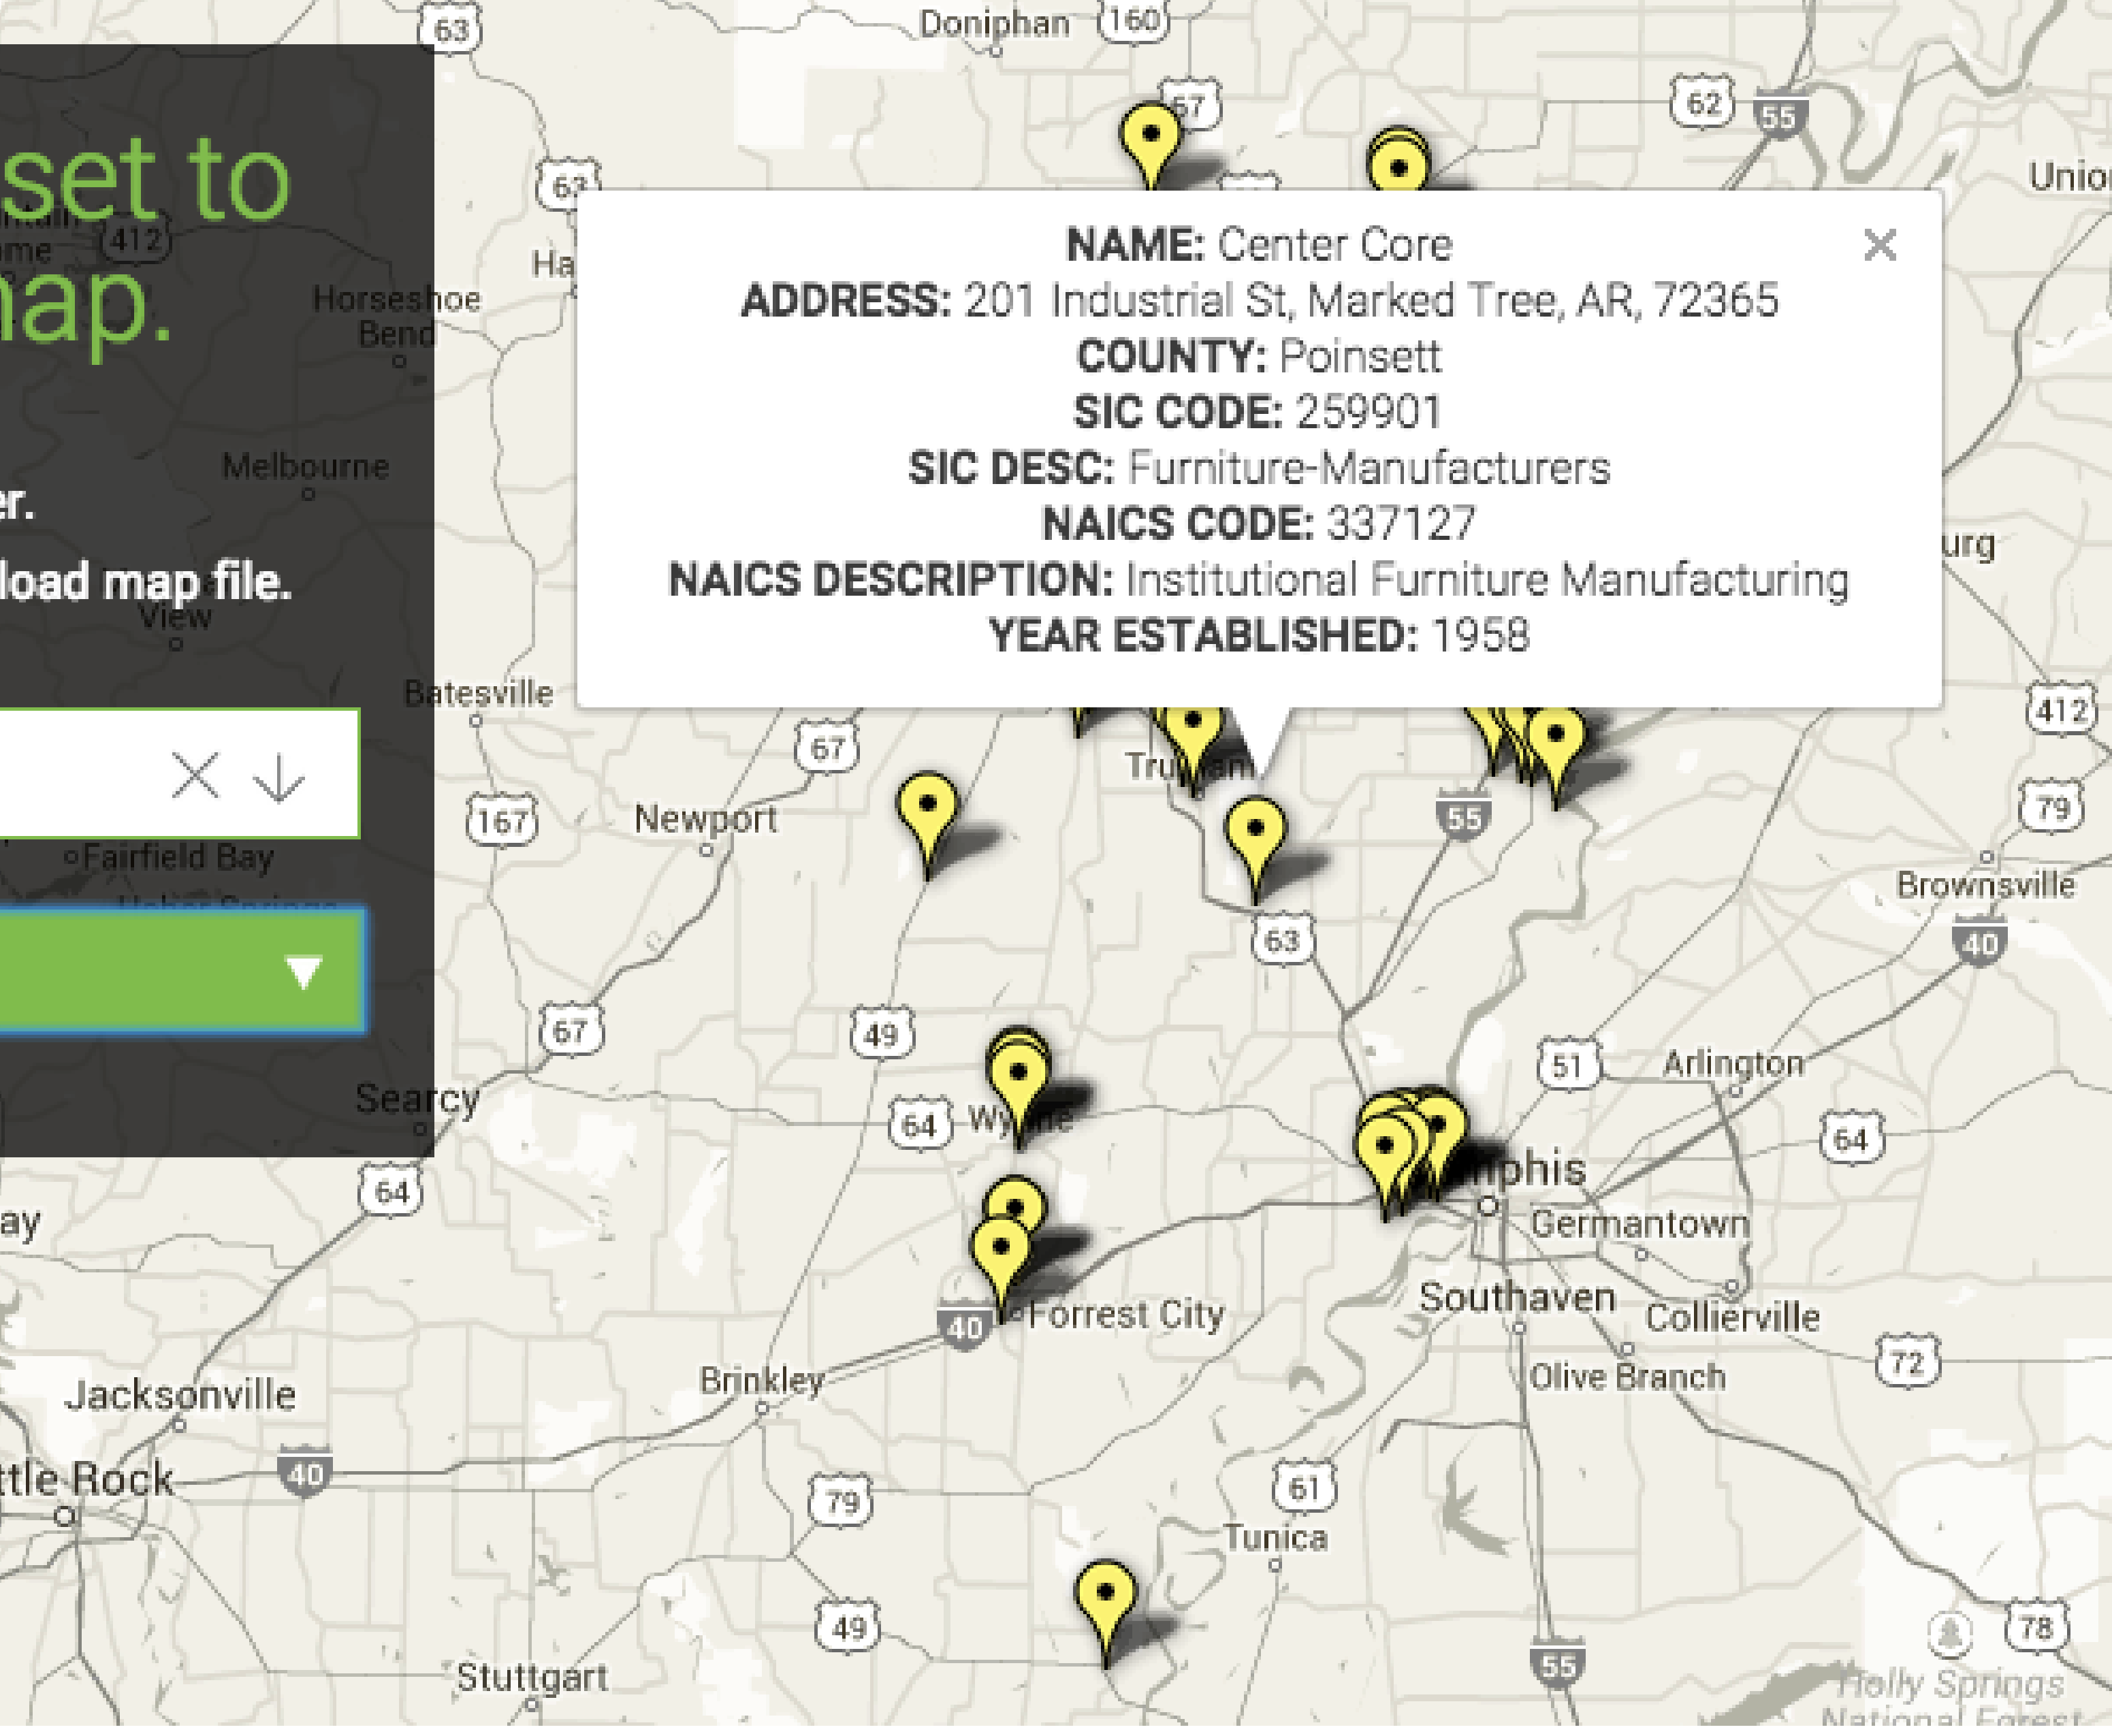 63
Doniphan
160
67
62
55
set to
map.
63
412
Horseshoe
Bend
NAME: Center Core
ADDRESS: 201 Industrial St, Marked Tree, AR, 72365
COUNTY: Poinsett
SIC CODE: 259901
SIC DESC: Furniture-Manufacturers
NAICS CODE: 337127
NAICS DESCRIPTION: Institutional Furniture Manufacturing
YEAR ESTABLISHED: 1958
Melbourne
er.
load map file.
View
Batesville
urg
412
67
167
Newport
55
79
Fairfield Bay
Heber Springs
Brownsville
63
40
67
49
51
Arlington
Searcy
64
64
64
mphis
ay
Germantown
40
Forrest City
Southaven
Collierville
Brinkley
Olive Branch
72
Jacksonville
ttle Rock
40
79
61
Tunica
49
55
78
Stuttgart
Holly Springs
National Forest